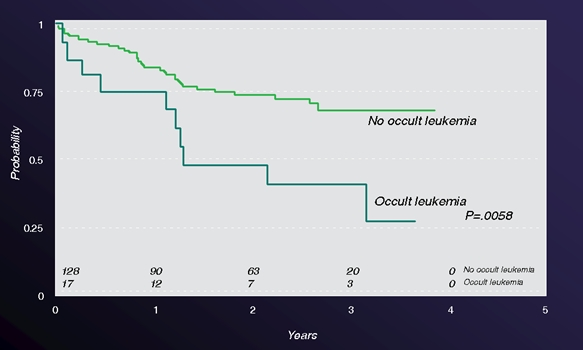 1
0.75
0.5
0.25
0
Probability
No occult leukemia
Occult leukemia
P=.0058
128 90 63 20 0 No occult leukemia
17 12 7 3 0 Occult leukemia
0 1 2 3 4 5
Years